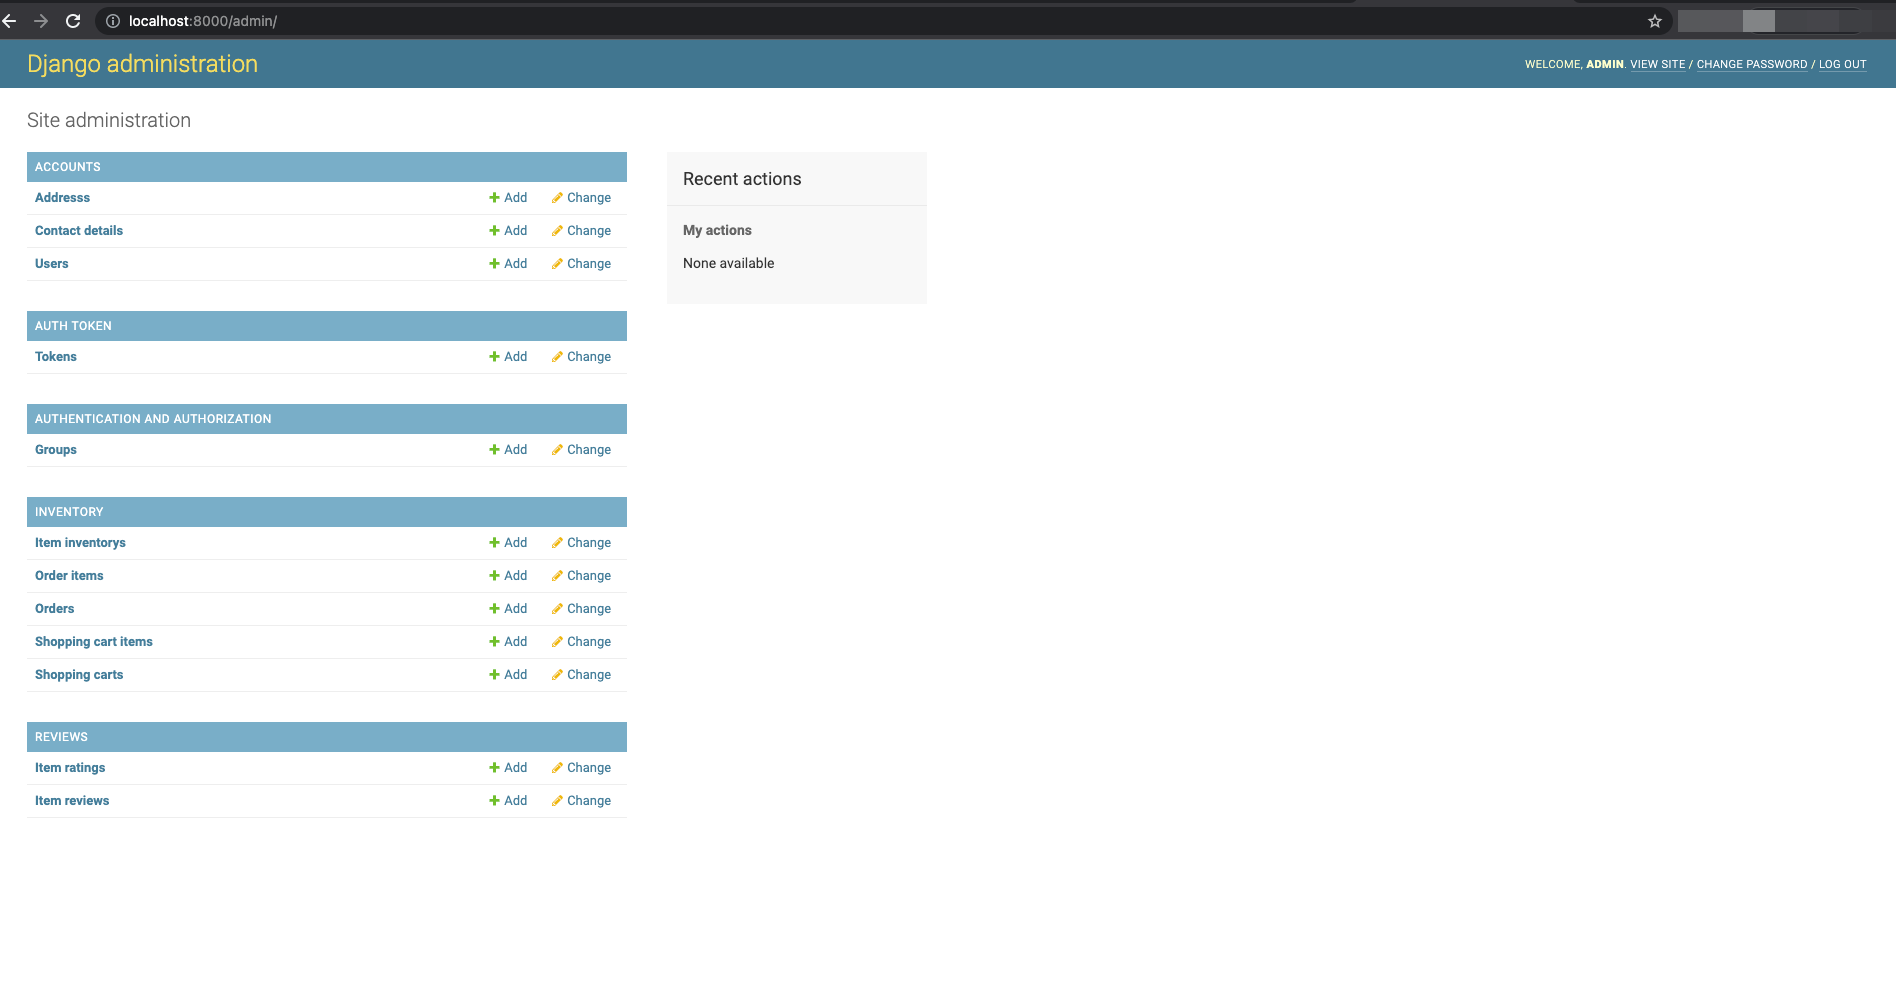 localhost:8000/admin/
Django administration
WELCOME, ADMIN. VIEW SITE / CHANGE PASSWORD / LOG OUT
Site administration
ACCOUNTS
Addresss Add Change
Contact details Add Change
Users Add Change
AUTH TOKEN
Tokens Add Change
AUTHENTICATION AND AUTHORIZATION
Groups Add Change
INVENTORY
Item inventorys Add Change
Order items Add Change
Orders Add Change
Shopping cart items Add Change
Shopping carts Add Change
REVIEWS
Item ratings Add Change
Item reviews Add Change
Recent actions
My actions
None available